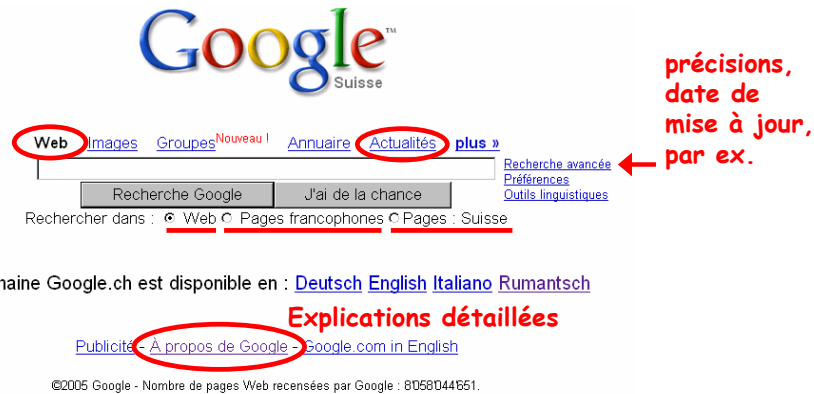 Google™
Suisse
Web Images Groupes Nouveau ! Annuaire Actualités plus »
Recherche avancée
Préférences
Outils linguistiques
Recherche Google J'ai de la chance
Rechercher dans : Web Pages francophones Pages : Suisse
précisions,
date de
mise à jour,
par ex.
Google.ch est disponible en : Deutsch English Italiano Rumantsch
Explications détaillées
Publicité - À propos de Google - Google.com in English
©2005 Google - Nombre de pages Web recensées par Google : 8'058'044'651.